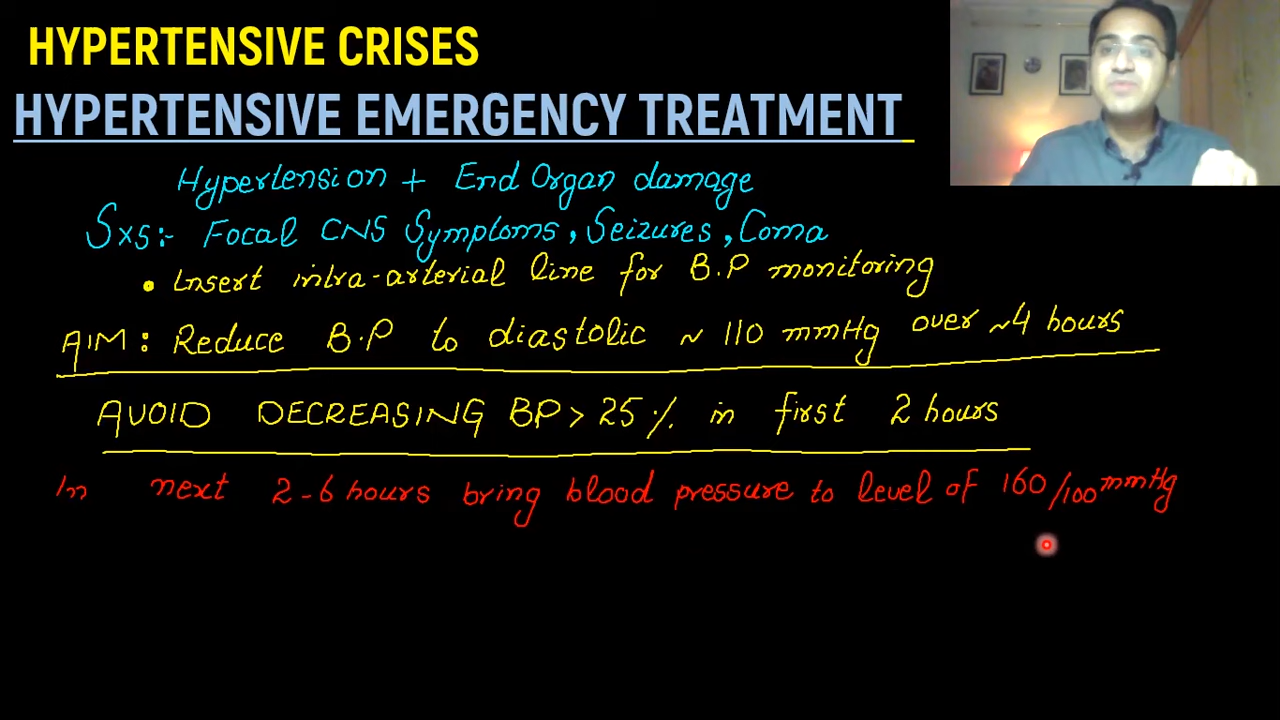 HYPERTENSIVE CRISES
HYPERTENSIVE EMERGENCY TREATMENT
Hypertension + End Organ damage
Sxs:- Focal CNS Symptoms, Seizures, Coma
• Insert intra-arterial line for B.P monitoring
AIM: Reduce B.P to diastolic ~ 110 mmHg over ~4 hours
AVOID DECREASING BP > 25% in first 2 hours
In next 2-6 hours bring blood pressure to level of 160/100 mmHg